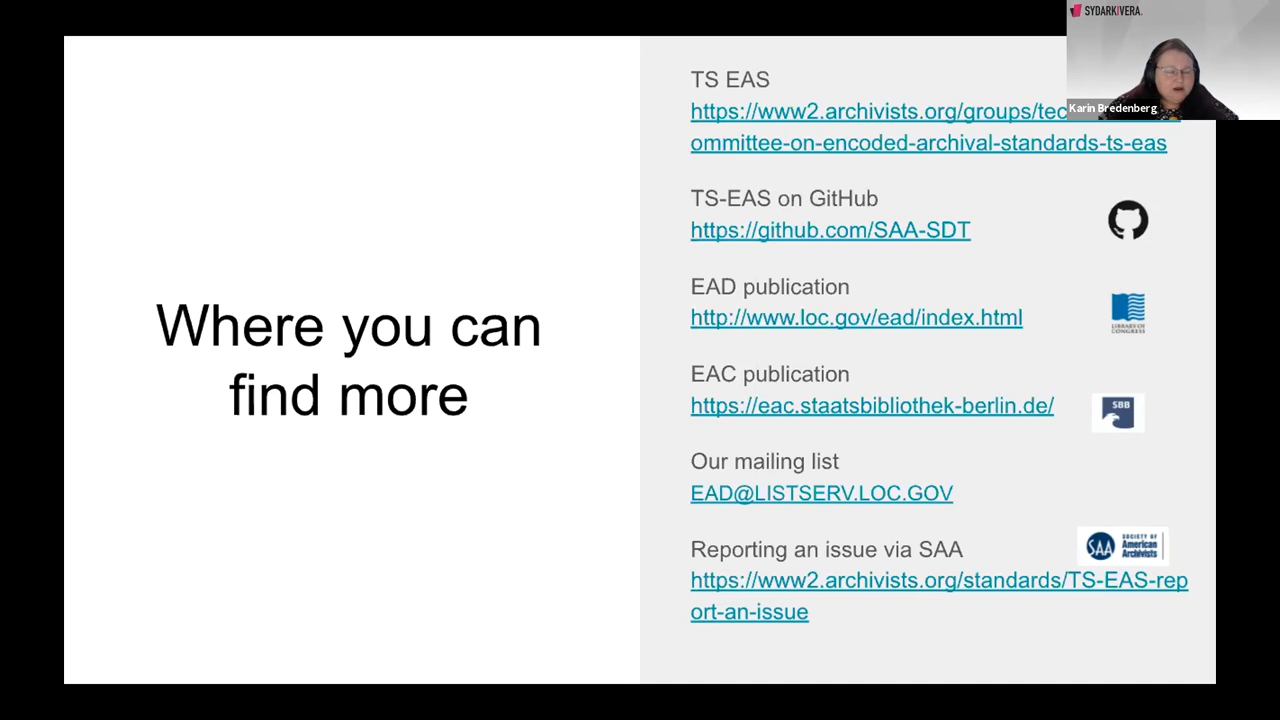 SYDARKIVERA.
Karin Bredenberg
Where you can
find more
TS EAS
https://www2.archivists.org/groups/tec
ommittee-on-encoded-archival-standards-ts-eas
TS-EAS on GitHub
https://github.com/SAA-SDT
EAD publication
http://www.loc.gov/ead/index.html
LIBRARY OF
CONGRESS
EAC publication
https://eac.staatsbibliothek-berlin.de/
SBB
Our mailing list
EAD@LISTSERV.LOC.GOV
Reporting an issue via SAA
SAA
SOCIETY OF
American
Archivists
https://www2.archivists.org/standards/TS-EAS-rep
ort-an-issue